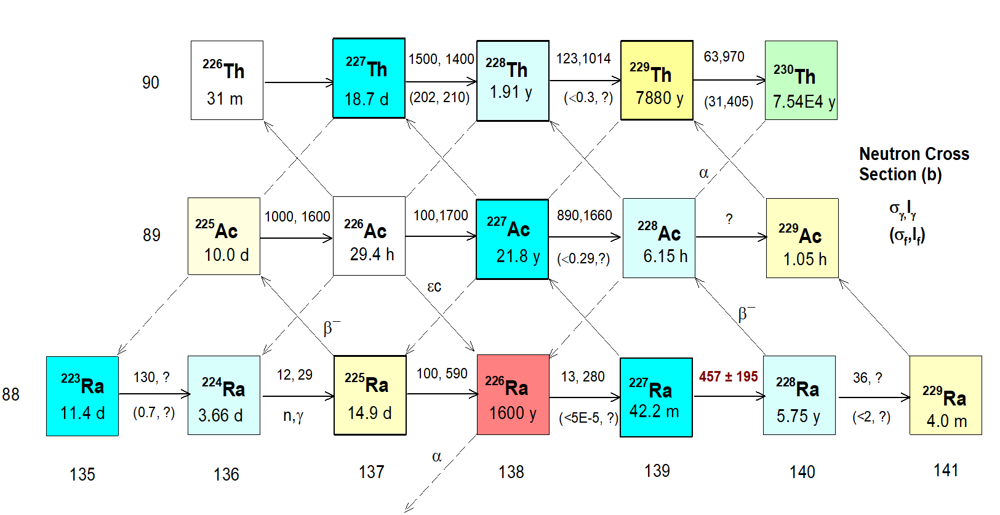 1500, 1400
123,1014
63,970
90
²²⁶Th
31 m
²²⁷Th
18.7 d
²²⁸Th
1.91 y
²²⁹Th
7880 y
²³⁰Th
7.54E4 y
(202, 210)
(<0.3, ?)
(31,405)
Neutron Cross
Section (b)
α
σγ,Iγ
(σf,If)
1000, 1600
100,1700
890,1660
?
89
²²⁵Ac
10.0 d
²²⁶Ac
29.4 h
²²⁷Ac
21.8 y
²²⁸Ac
6.15 h
²²⁹Ac
1.05 h
(<0.29,?)
εc
β⁻
β⁻
130, ?
12, 29
100, 590
13, 280
457 ± 195
36, ?
88
²²³Ra
11.4 d
²²⁴Ra
3.66 d
²²⁵Ra
14.9 d
²²⁶Ra
1600 y
²²⁷Ra
42.2 m
²²⁸Ra
5.75 y
²²⁹Ra
4.0 m
(0.7, ?)
n,γ
(<5E-5, ?)
(<2, ?)
α
135
136
137
138
139
140
141